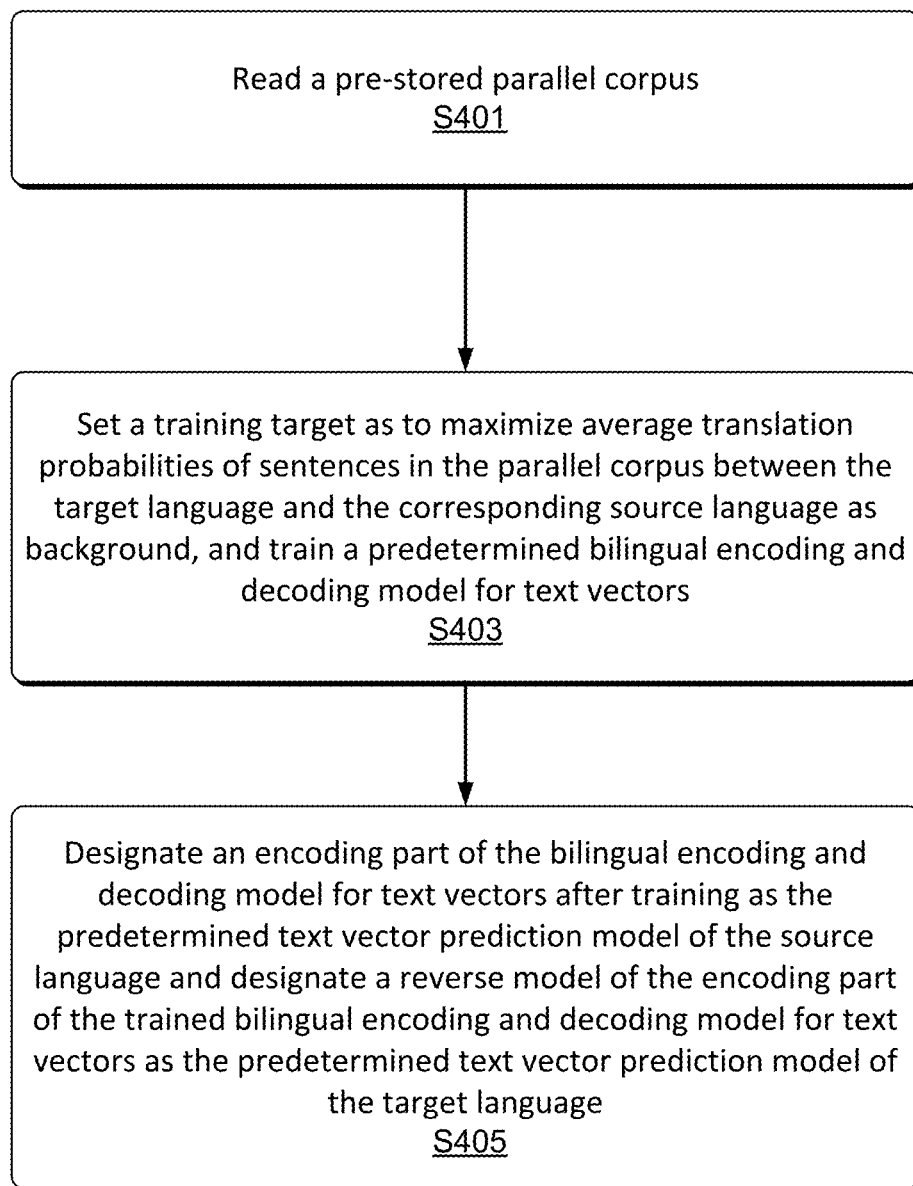 Read a pre-stored parallel corpus
S401
Set a training target as to maximize average translation
probabilities of sentences in the parallel corpus between the
target language and the corresponding source language as
background, and train a predetermined bilingual encoding and
decoding model for text vectors
S403
Designate an encoding part of the bilingual encoding and
decoding model for text vectors after training as the
predetermined text vector prediction model of the source
language and designate a reverse model of the encoding part
of the trained bilingual encoding and decoding model for text
vectors as the predetermined text vector prediction model of
the target language
S405